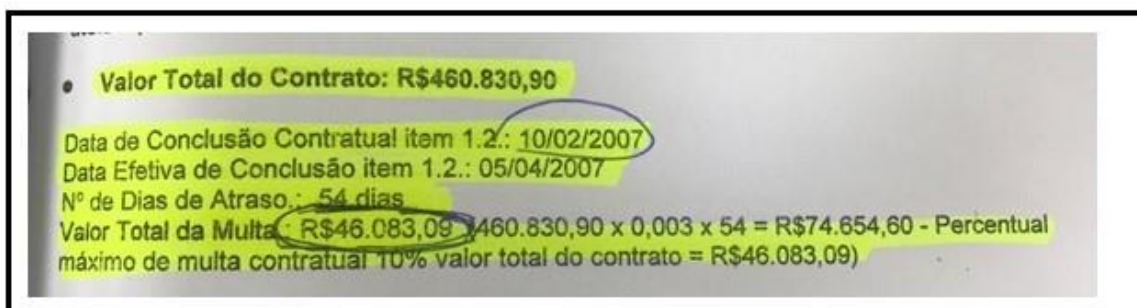 • Valor Total do Contrato: R$460.830,90
Data de Conclusão Contratual item 1.2.: 10/02/2007
Data Efetiva de Conclusão item 1.2.: 05/04/2007
Nº de Dias de Atraso.: 54 dias
Valor Total da Multa.: R$46.083,09 (460.830,90 x 0,003 x 54 = R$74.654,60 - Percentual
máximo de multa contratual 10% valor total do contrato = R$46.083,09)